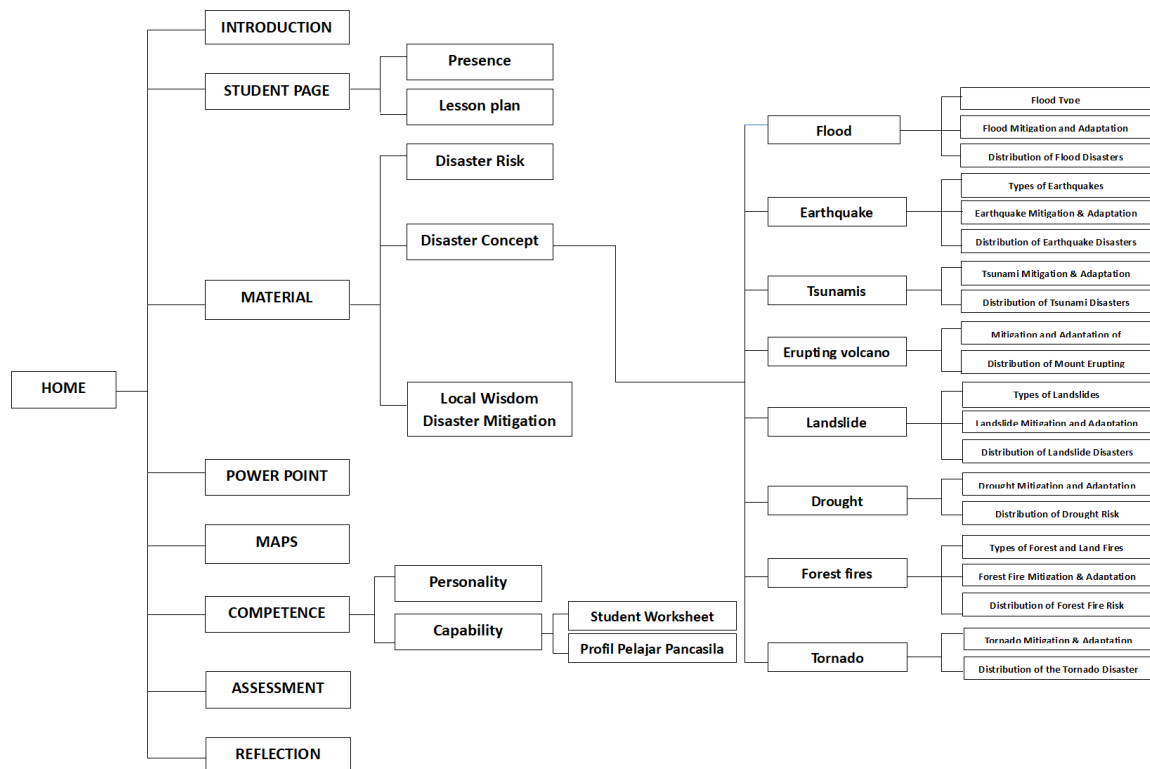 INTRODUCTION
STUDENT PAGE
Presence
Lesson plan
MATERIAL
Disaster Risk
Disaster Concept
Local Wisdom
Disaster Mitigation
HOME
POWER POINT
MAPS
COMPETENCE
Personality
Capability
Student Worksheet
Profil Pelajar Pancasila
ASSESSMENT
REFLECTION
Flood
Flood Type
Flood Mitigation and Adaptation
Distribution of Flood Disasters
Earthquake
Types of Earthquakes
Earthquake Mitigation & Adaptation
Distribution of Earthquake Disasters
Tsunamis
Tsunami Mitigation & Adaptation
Distribution of Tsunami Disasters
Erupting volcano
Mitigation and Adaptation of
Distribution of Mount Erupting
Landslide
Types of Landslides
Landslide Mitigation and Adaptation
Distribution of Landslide Disasters
Drought
Drought Mitigation and Adaptation
Distribution of Drought Risk
Forest fires
Types of Forest and Land Fires
Forest Fire Mitigation & Adaptation
Distribution of Forest Fire Risk
Tornado
Tornado Mitigation & Adaptation
Distribution of the Tornado Disaster